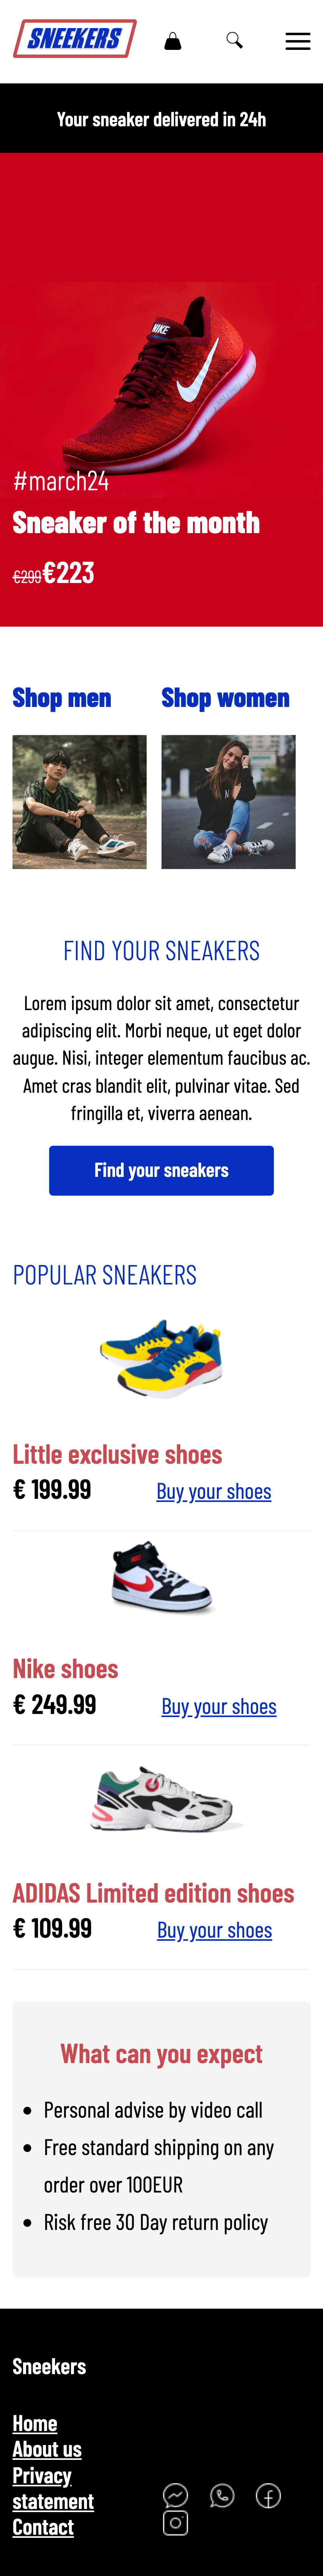 SNEEKERS
Your sneaker delivered in 24h
NIKE
#march24
Sneaker of the month
€299 €223
Shop men Shop women
FIND YOUR SNEAKERS
Lorem ipsum dolor sit amet, consectetur
adipiscing elit. Morbi neque, ut eget dolor
augue. Nisi, integer elementum faucibus ac.
Amet cras blandit elit, pulvinar vitae. Sed
fringilla et, viverra aenean.
Find your sneakers
POPULAR SNEAKERS
Little exclusive shoes
€ 199.99 Buy your shoes
Nike shoes
€ 249.99 Buy your shoes
ADIDAS Limited edition shoes
€ 109.99 Buy your shoes
What can you expect
• Personal advise by video call
• Free standard shipping on any
order over 100EUR
• Risk free 30 Day return policy
Sneekers
Home
About us
Privacy
statement
Contact